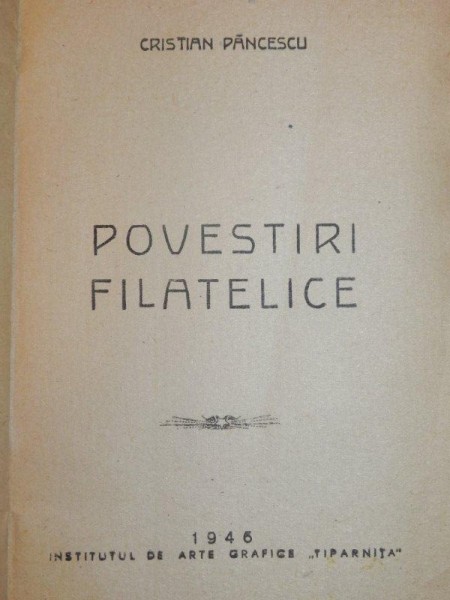 CRISTIAN PĂNCESCU
POVESTIRI
FILATELICE
1946
INSTITUTUL DE ARTE GRAFICE „TIPARNIȚA"